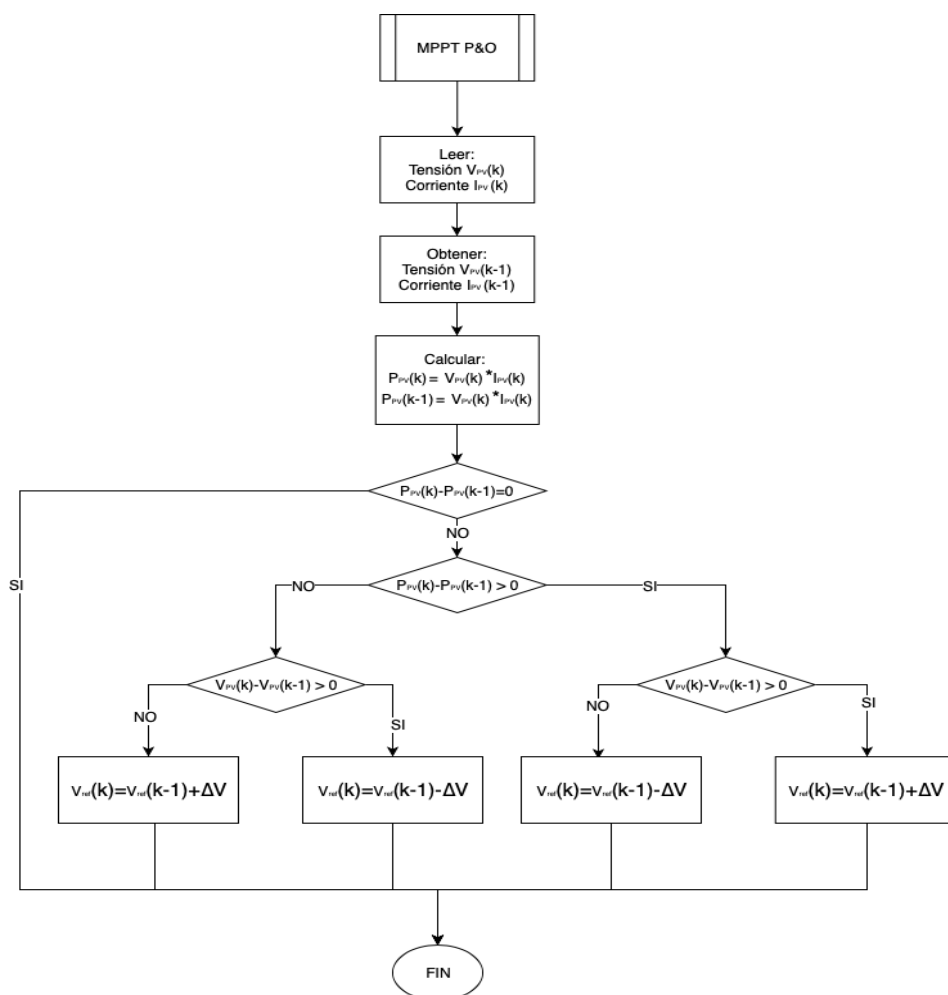 MPPT P&O
Leer:
Tensión VPV(k)
Corriente IPV (k)
Obtener:
Tensión VPV(k-1)
Corriente IPV (k-1)
Calcular:
PPV(k) = VPV(k) *IPV(k)
PPV(k-1) = VPV(k) *IPV(k)
PPV(k)-PPV(k-1)=0
NO
SI
PPV(k)-PPV(k-1) > 0
NO
SI
VPV(k)-VPV(k-1) > 0
VPV(k)-VPV(k-1) > 0
NO
SI
NO
SI
vref(k)=vref(k-1)+ΔV
vref(k)=vref(k-1)-ΔV
vref(k)=vref(k-1)-ΔV
vref(k)=vref(k-1)+ΔV
FIN